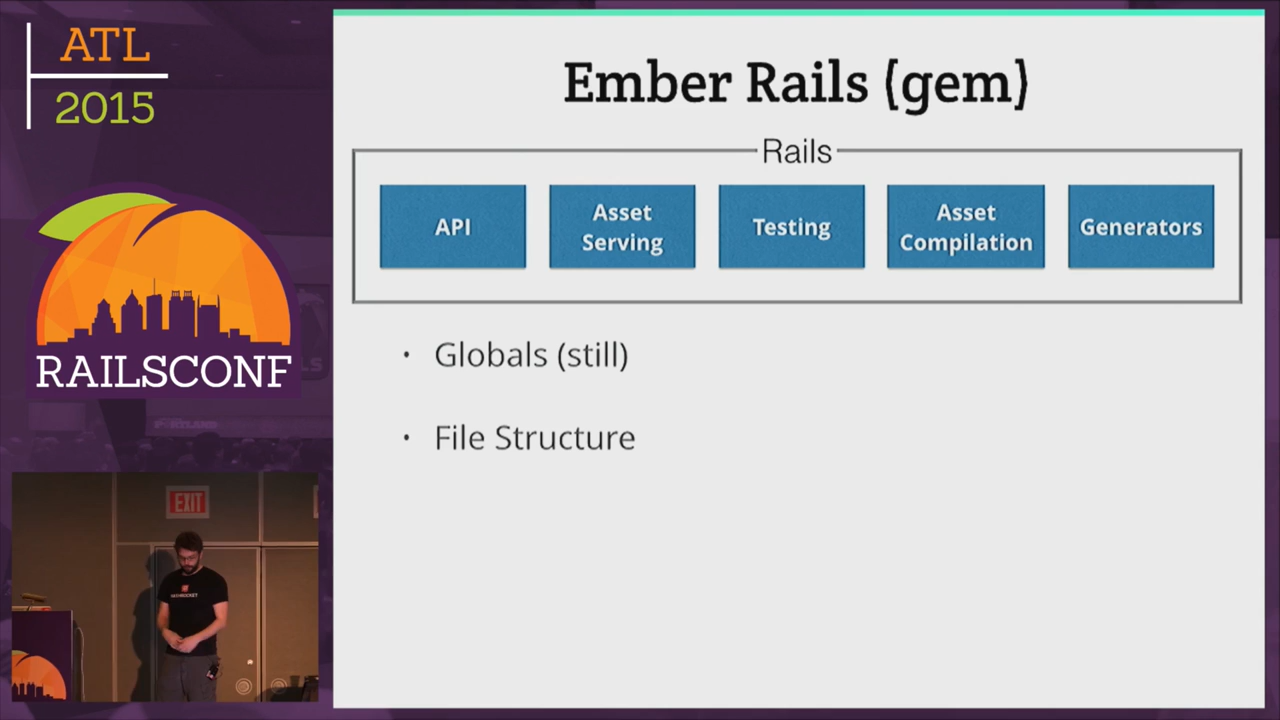 ATL
2015
RAILSCONF
EXIT
Ember Rails (gem)
Rails
API
Asset
Serving
Testing
Asset
Compilation
Generators
• Globals (still)
• File Structure